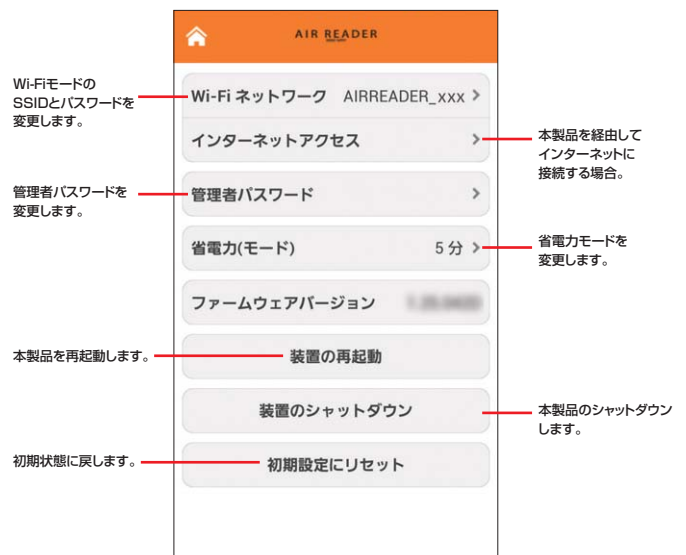 AIR READER
Wi-Fiモードの
SSIDとパスワードを
変更します。
Wi-Fi ネットワーク AIRREADER_xxx >
インターネットアクセス >
本製品を経由して
インターネットに
接続する場合。
管理者パスワードを
変更します。
管理者パスワード >
省電力(モード) 5 分 >
省電力モードを
変更します。
ファームウェアバージョン
本製品を再起動します。
装置の再起動
装置のシャットダウン
本製品のシャットダウン
します。
初期状態に戻します。
初期設定にリセット